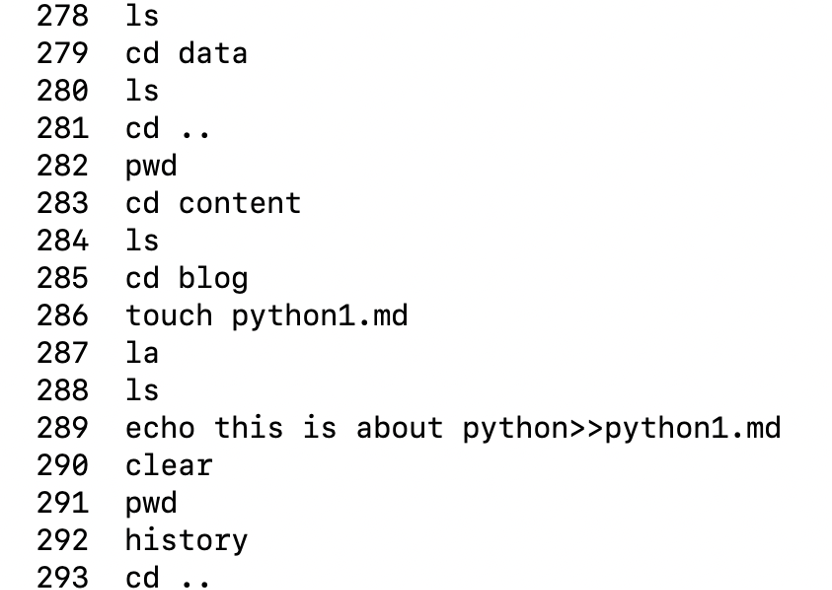 278 ls
279 cd data
280 ls
281 cd ..
282 pwd
283 cd content
284 ls
285 cd blog
286 touch python1.md
287 la
288 ls
289 echo this is about python>>python1.md
290 clear
291 pwd
292 history
293 cd ..